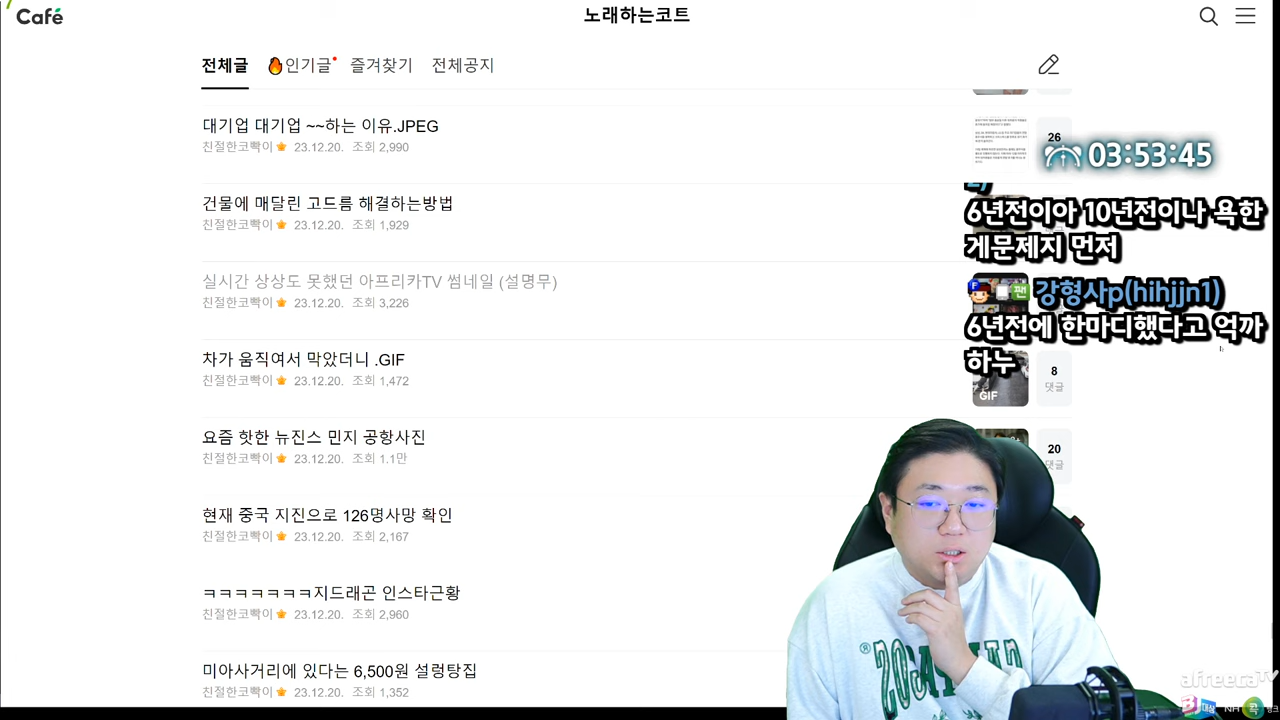 Café
노래하는코트
전체글
인기글
즐겨찾기
전체공지
대기업 대기업 ~~하는 이유.JPEG
친절한코빡이 23.12.20.
26
03:53:45
건물에 매달린 고드름 해결하는방법
친절한코빡이 23.12.20. 조회 1,929
6년전이아 10년전이나 욕한
게문제지 먼저
실시간 상상도 못했던 아프리카TV 썸네일 (설명무)
친절한코빡이 23.12.20. 조회 3,226
F 팬 강형사p(hihjjn1)
6년전에 한마디했다고 억까
하누
차가 움직여서 막았더니 .GIF
친절한코빡이 23.12.20. 조회 1,472
GIF
8
댓글
요즘 핫한 뉴진스 민지 공항사진
친절한코빡이 23.12.20. 조회 1.1만
20
댓글
현재 중국 지진으로 126명사망 확인
친절한코빡이 23.12.20. 조회 2,167
ㅋㅋㅋㅋㅋㅋㅋ지드래곤 인스타근황
친절한코빡이 23.12.20. 조회 2,960
미아사거리에 있다는 6,500원 설렁탕집
친절한코빡이 23.12.20. 조회 1,352
afreecaTV
대상
NH 콕 뱅크